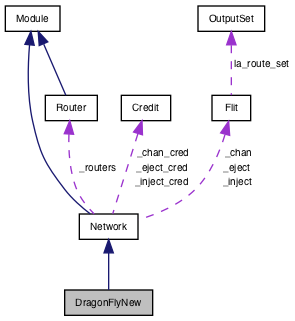 Module
OutputSet
la_route_set
Router
Credit
Flit
_routers
_chan_cred
_eject_cred
_inject_cred
_chan
_eject
_inject
Network
DragonFlyNew